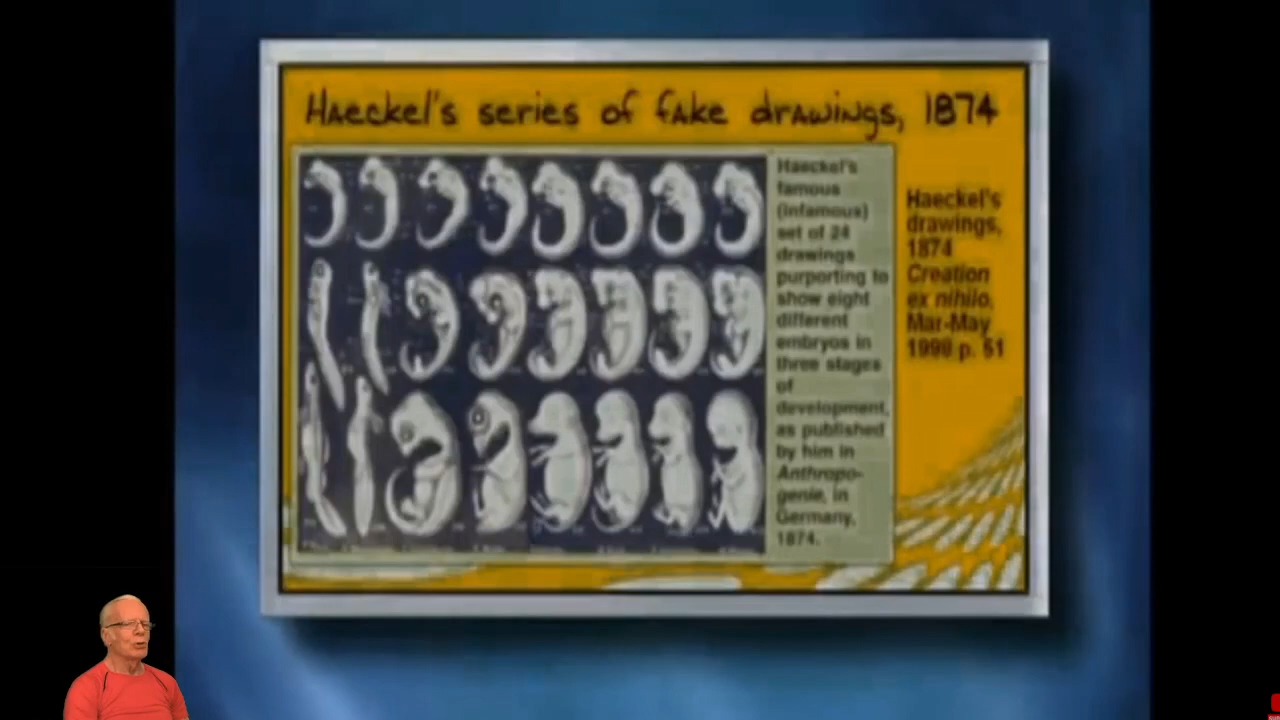 Haeckel's series of fake drawings, 1874
Haeckel's
famous
(infamous)
set of 24
drawings
purporting to
show eight
different
embryos in
three stages
of
development,
as published
by him in
Anthropo-
genie, in
Germany,
1874.
Haeckel's
drawings,
1874
Creation
ex nihilo,
Mar-May
1998 p. 51